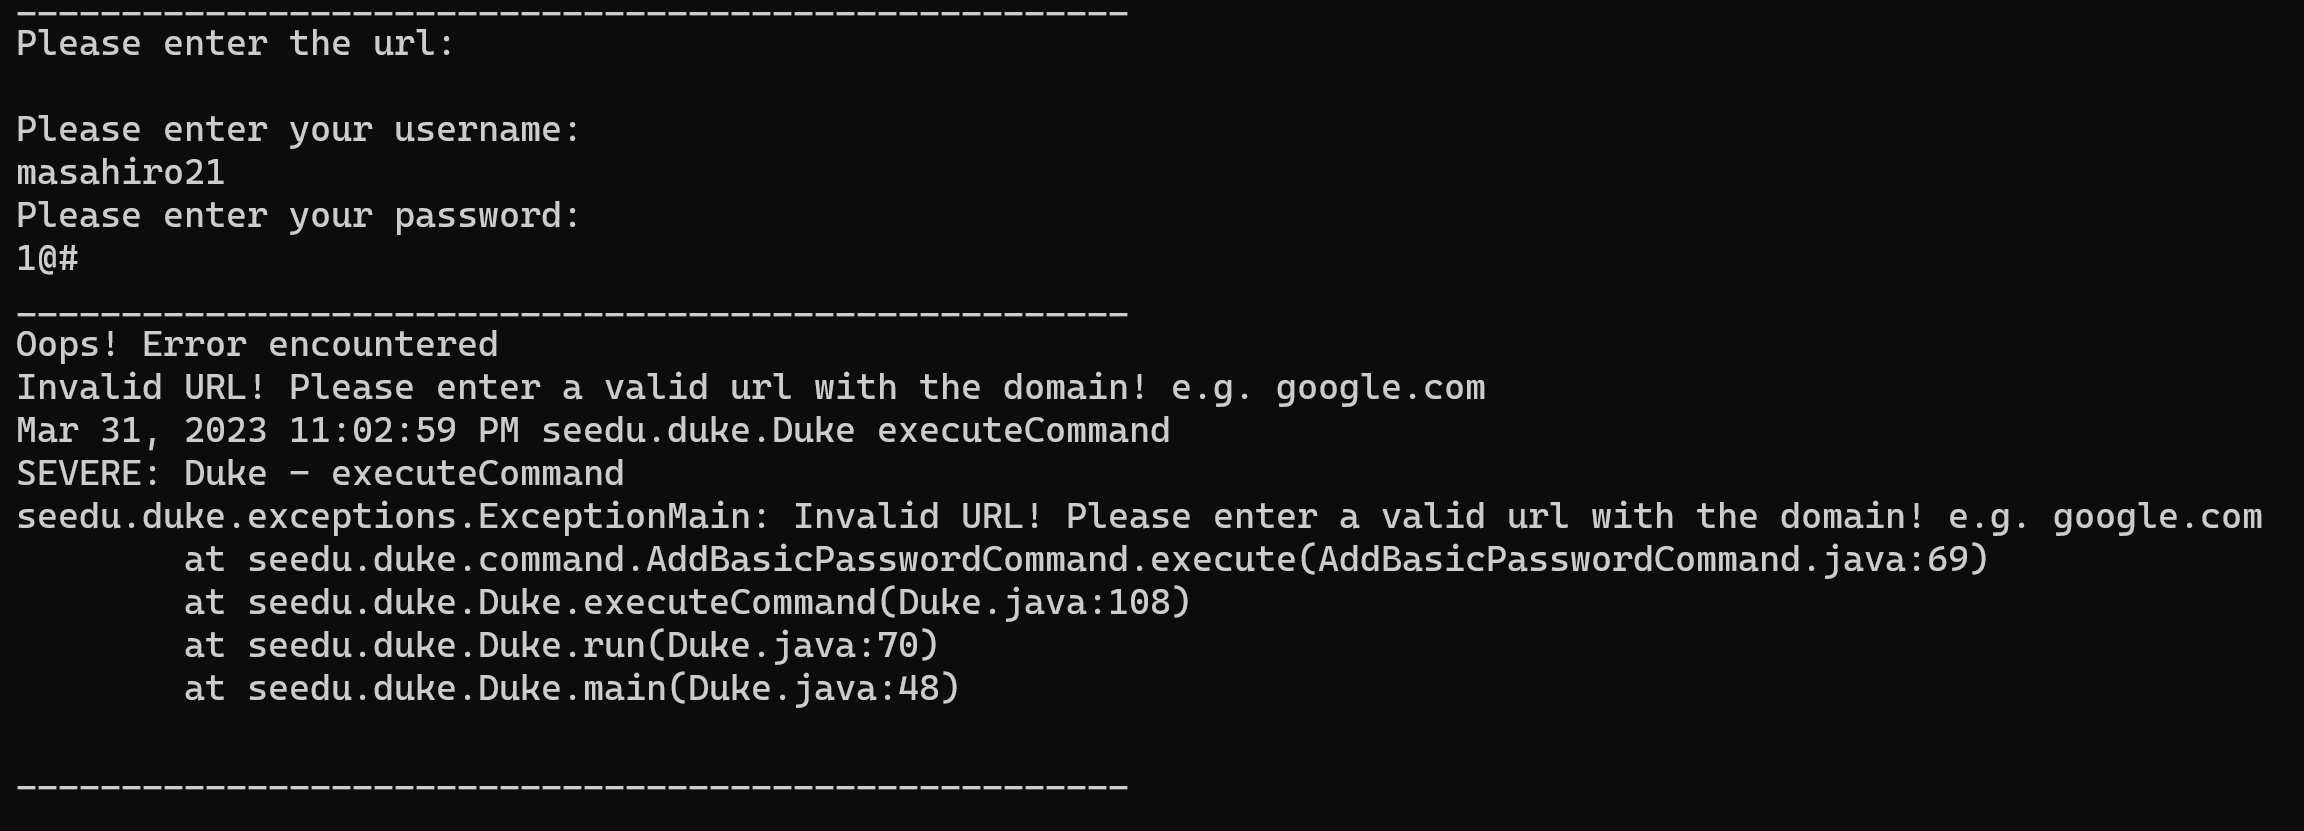 _____________________________________________________
Please enter the url:
Please enter your username:
masahiro21
Please enter your password:
1@#
_____________________________________________________
Oops! Error encountered
Invalid URL! Please enter a valid url with the domain! e.g. google.com
Mar 31, 2023 11:02:59 PM seedu.duke.Duke executeCommand
SEVERE: Duke - executeCommand
seedu.duke.exceptions.ExceptionMain: Invalid URL! Please enter a valid url with the domain! e.g. google.com
        at seedu.duke.command.AddBasicPasswordCommand.execute(AddBasicPasswordCommand.java:69)
        at seedu.duke.Duke.executeCommand(Duke.java:108)
        at seedu.duke.Duke.run(Duke.java:70)
        at seedu.duke.Duke.main(Duke.java:48)
_____________________________________________________